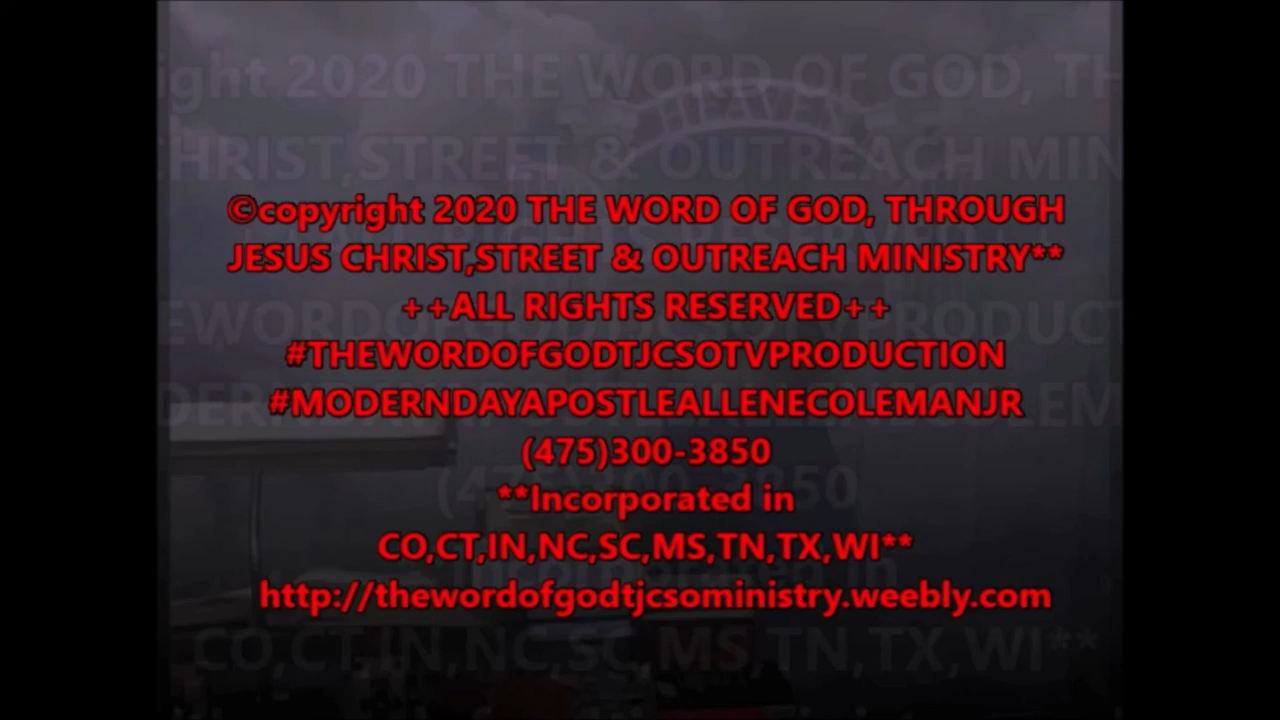 ©copyright 2020 THE WORD OF GOD, THROUGH
JESUS CHRIST,STREET & OUTREACH MINISTRY**
++ALL RIGHTS RESERVED++
#THEWORDOFGODTJCSOTVPRODUCTION
#MODERNDAYAPOSTLEALLENECOLEMANJR
(475)300-3850
**Incorporated in
CO,CT,IN,NC,SC,MS,TN,TX,WI**
http://thewordofgodtjcsoministry.weebly.com